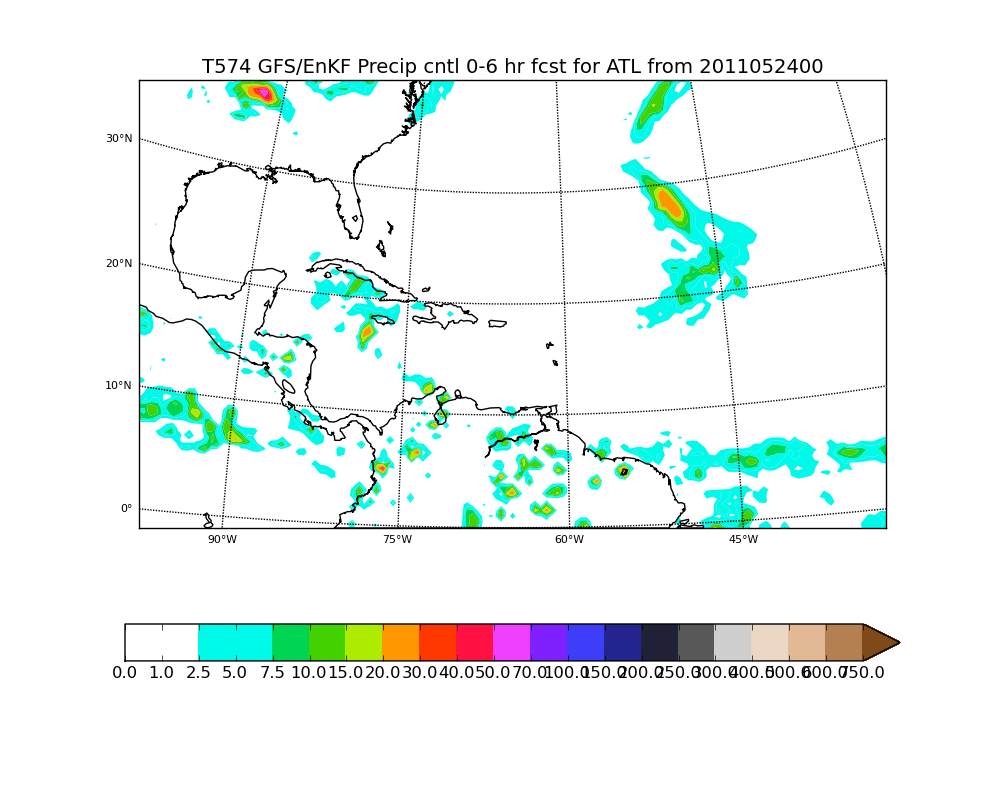 T574 GFS/EnKF Precip cntl 0-6 hr fcst for ATL from 2011052400
30°N
20°N
10°N
0°
90°W 75°W 60°W 45°W
0.0 1.0 2.5 5.0 7.5 10.0 15.0 20.0 30.0 40.0 50.0 70.0 100.0 150.0 200.0 250.0 300.0 400.0 500.0 600.0 750.0